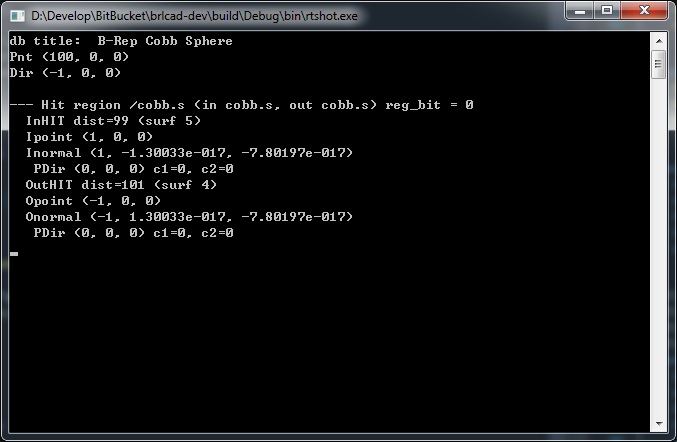 D:\Develop\BitBucket\brlcad-dev\build\Debug\bin\rtshot.exe
db title:  B-Rep Cobb Sphere
Pnt (100, 0, 0)
Dir (-1, 0, 0)
--- Hit region /cobb.s (in cobb.s, out cobb.s) reg_bit = 0
InHIT dist=99 (surf 5)
Ipoint (1, 0, 0)
Inormal (1, -1.30033e-017, -7.80197e-017)
PDir (0, 0, 0) c1=0, c2=0
OutHIT dist=101 (surf 4)
Opoint (-1, 0, 0)
Onormal (-1, 1.30033e-017, -7.80197e-017)
PDir (0, 0, 0) c1=0, c2=0